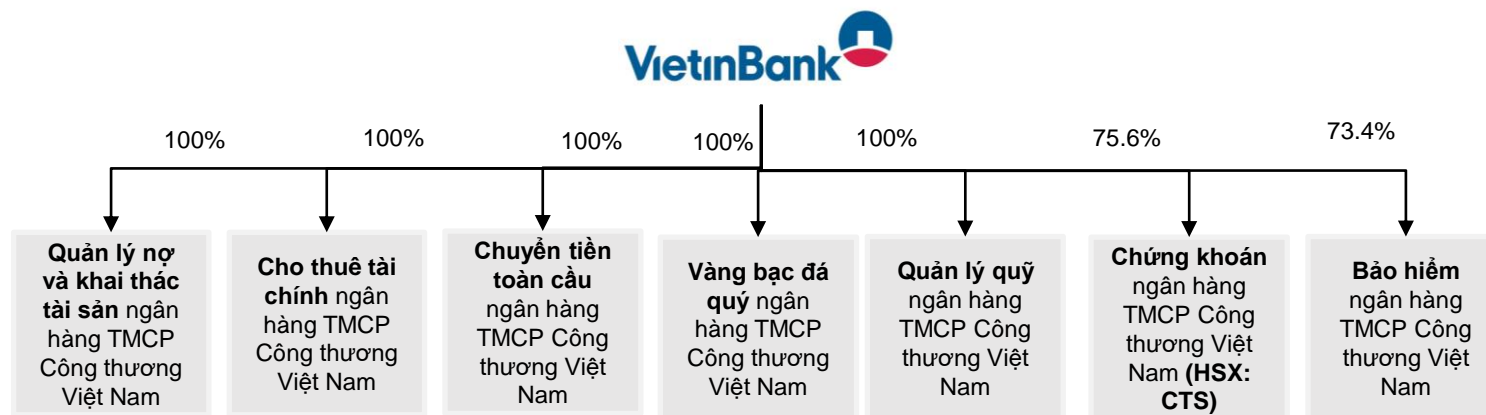 VietinBank
100%
100%
100%
100%
100%
75.6%
73.4%
Quản lý nợ
và khai thác
tài sản ngân
hàng TMCP
Công thương
Việt Nam
Cho thuê tài
chính ngân
hàng TMCP
Công thương
Việt Nam
Chuyển tiền
toàn cầu
ngân hàng
TMCP Công
thương Việt
Nam
Vàng bạc đá
quý ngân
hàng TMCP
Công thương
Việt Nam
Quản lý quỹ
ngân hàng
TMCP Công
thương Việt
Nam
Chứng khoán
ngân hàng
TMCP Công
thương Việt
Nam (HSX:
CTS)
Bảo hiểm
ngân hàng
TMCP Công
thương Việt
Nam